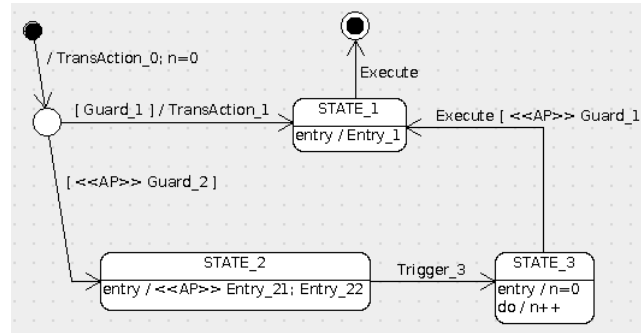 / TransAction_0; n=0
Execute
[ Guard_1 ] / TransAction_1
STATE_1
entry / Entry_1
Execute [ <<AP>> Guard_1
[ <<AP>> Guard_2 ]
STATE_2
entry / <<AP>> Entry_21; Entry_22
Trigger_3
STATE_3
entry / n=0
do / n++